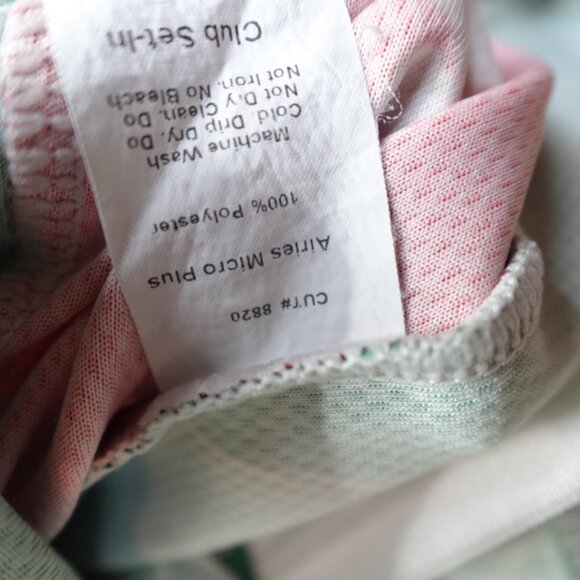 CUT# 8820
Airies Micro Plus
100% Polyester
Machine Wash
Cold. Drip Dry. Do
Not Dry Clean. Do
Not Iron. No Bleach
Club Set-In